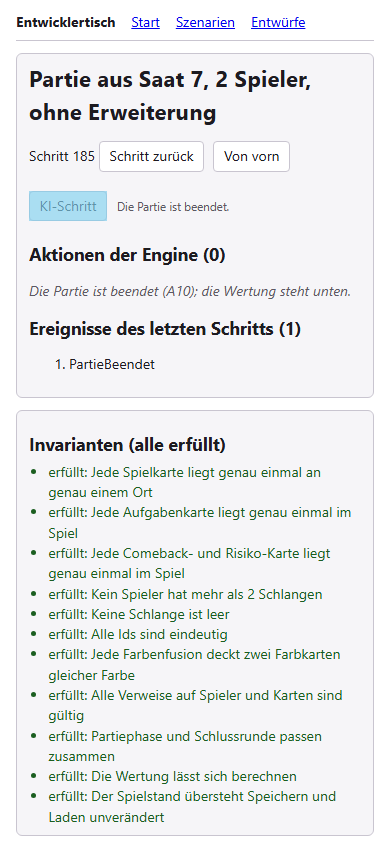 Entwicklertisch Start Szenarien Entwürfe
Partie aus Saat 7, 2 Spieler,
ohne Erweiterung
Schritt 185 Schritt zurück Von vorn
KI-Schritt Die Partie ist beendet.
Aktionen der Engine (0)
Die Partie ist beendet (A10); die Wertung steht unten.
Ereignisse des letzten Schritts (1)
1. PartieBeendet
Invarianten (alle erfüllt)
• erfüllt: Jede Spielkarte liegt genau einmal an
genau einem Ort
• erfüllt: Jede Aufgabenkarte liegt genau einmal im
Spiel
• erfüllt: Jede Comeback- und Risiko-Karte liegt
genau einmal im Spiel
• erfüllt: Kein Spieler hat mehr als 2 Schlangen
• erfüllt: Keine Schlange ist leer
• erfüllt: Alle Ids sind eindeutig
• erfüllt: Jede Farbenfusion deckt zwei Farbkarten
gleicher Farbe
• erfüllt: Alle Verweise auf Spieler und Karten sind
gültig
• erfüllt: Partiephase und Schlussrunde passen
zusammen
• erfüllt: Die Wertung lässt sich berechnen
• erfüllt: Der Spielstand übersteht Speichern und
Laden unverändert